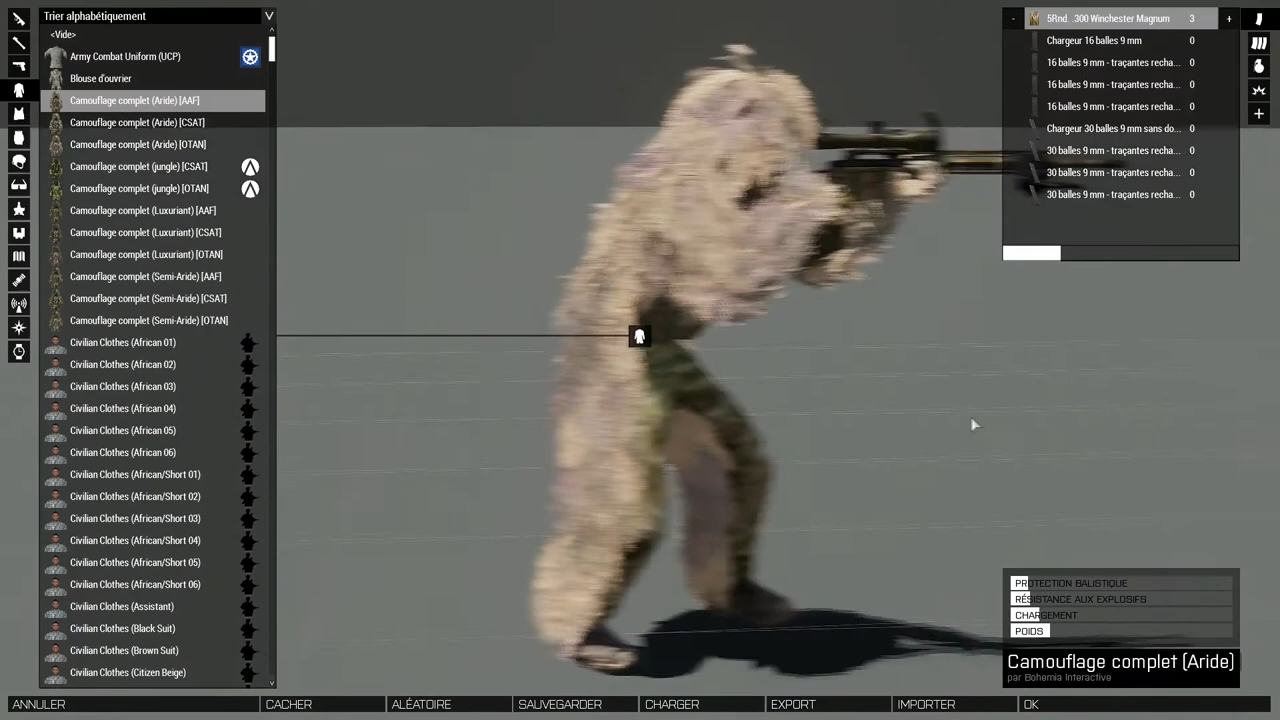 Trier alphabétiquement
<Vide>
Army Combat Uniform (UCP)
Blouse d'ouvrier
Camouflage complet (Aride) [AAF]
Camouflage complet (Aride) [CSAT]
Camouflage complet (Aride) [OTAN]
Camouflage complet (jungle) [CSAT]
Camouflage complet (jungle) [OTAN]
Camouflage complet (Luxuriant) [AAF]
Camouflage complet (Luxuriant) [CSAT]
Camouflage complet (Luxuriant) [OTAN]
Camouflage complet (Semi-Aride) [AAF]
Camouflage complet (Semi-Aride) [CSAT]
Camouflage complet (Semi-Aride) [OTAN]
Civilian Clothes (African 01)
Civilian Clothes (African 02)
Civilian Clothes (African 03)
Civilian Clothes (African 04)
Civilian Clothes (African 05)
Civilian Clothes (African 06)
Civilian Clothes (African/Short 01)
Civilian Clothes (African/Short 02)
Civilian Clothes (African/Short 03)
Civilian Clothes (African/Short 04)
Civilian Clothes (African/Short 05)
Civilian Clothes (African/Short 06)
Civilian Clothes (Assistant)
Civilian Clothes (Black Suit)
Civilian Clothes (Brown Suit)
Civilian Clothes (Citizen Beige)
- 5Rnd. .300 Winchester Magnum 3 +
Chargeur 16 balles 9 mm 0
16 balles 9 mm - traçantes recha... 0
16 balles 9 mm - traçantes recha... 0
16 balles 9 mm - traçantes recha... 0
Chargeur 30 balles 9 mm sans do... 0
30 balles 9 mm - traçantes recha... 0
30 balles 9 mm - traçantes recha... 0
30 balles 9 mm - traçantes recha... 0
PROTECTION BALISTIQUE
RÉSISTANCE AUX EXPLOSIFS
CHARGEMENT
POIDS
Camouflage complet (Aride)
par Bohemia Interactive
ANNULER CACHER ALÉATOIRE SAUVEGARDER CHARGER EXPORT IMPORTER OK